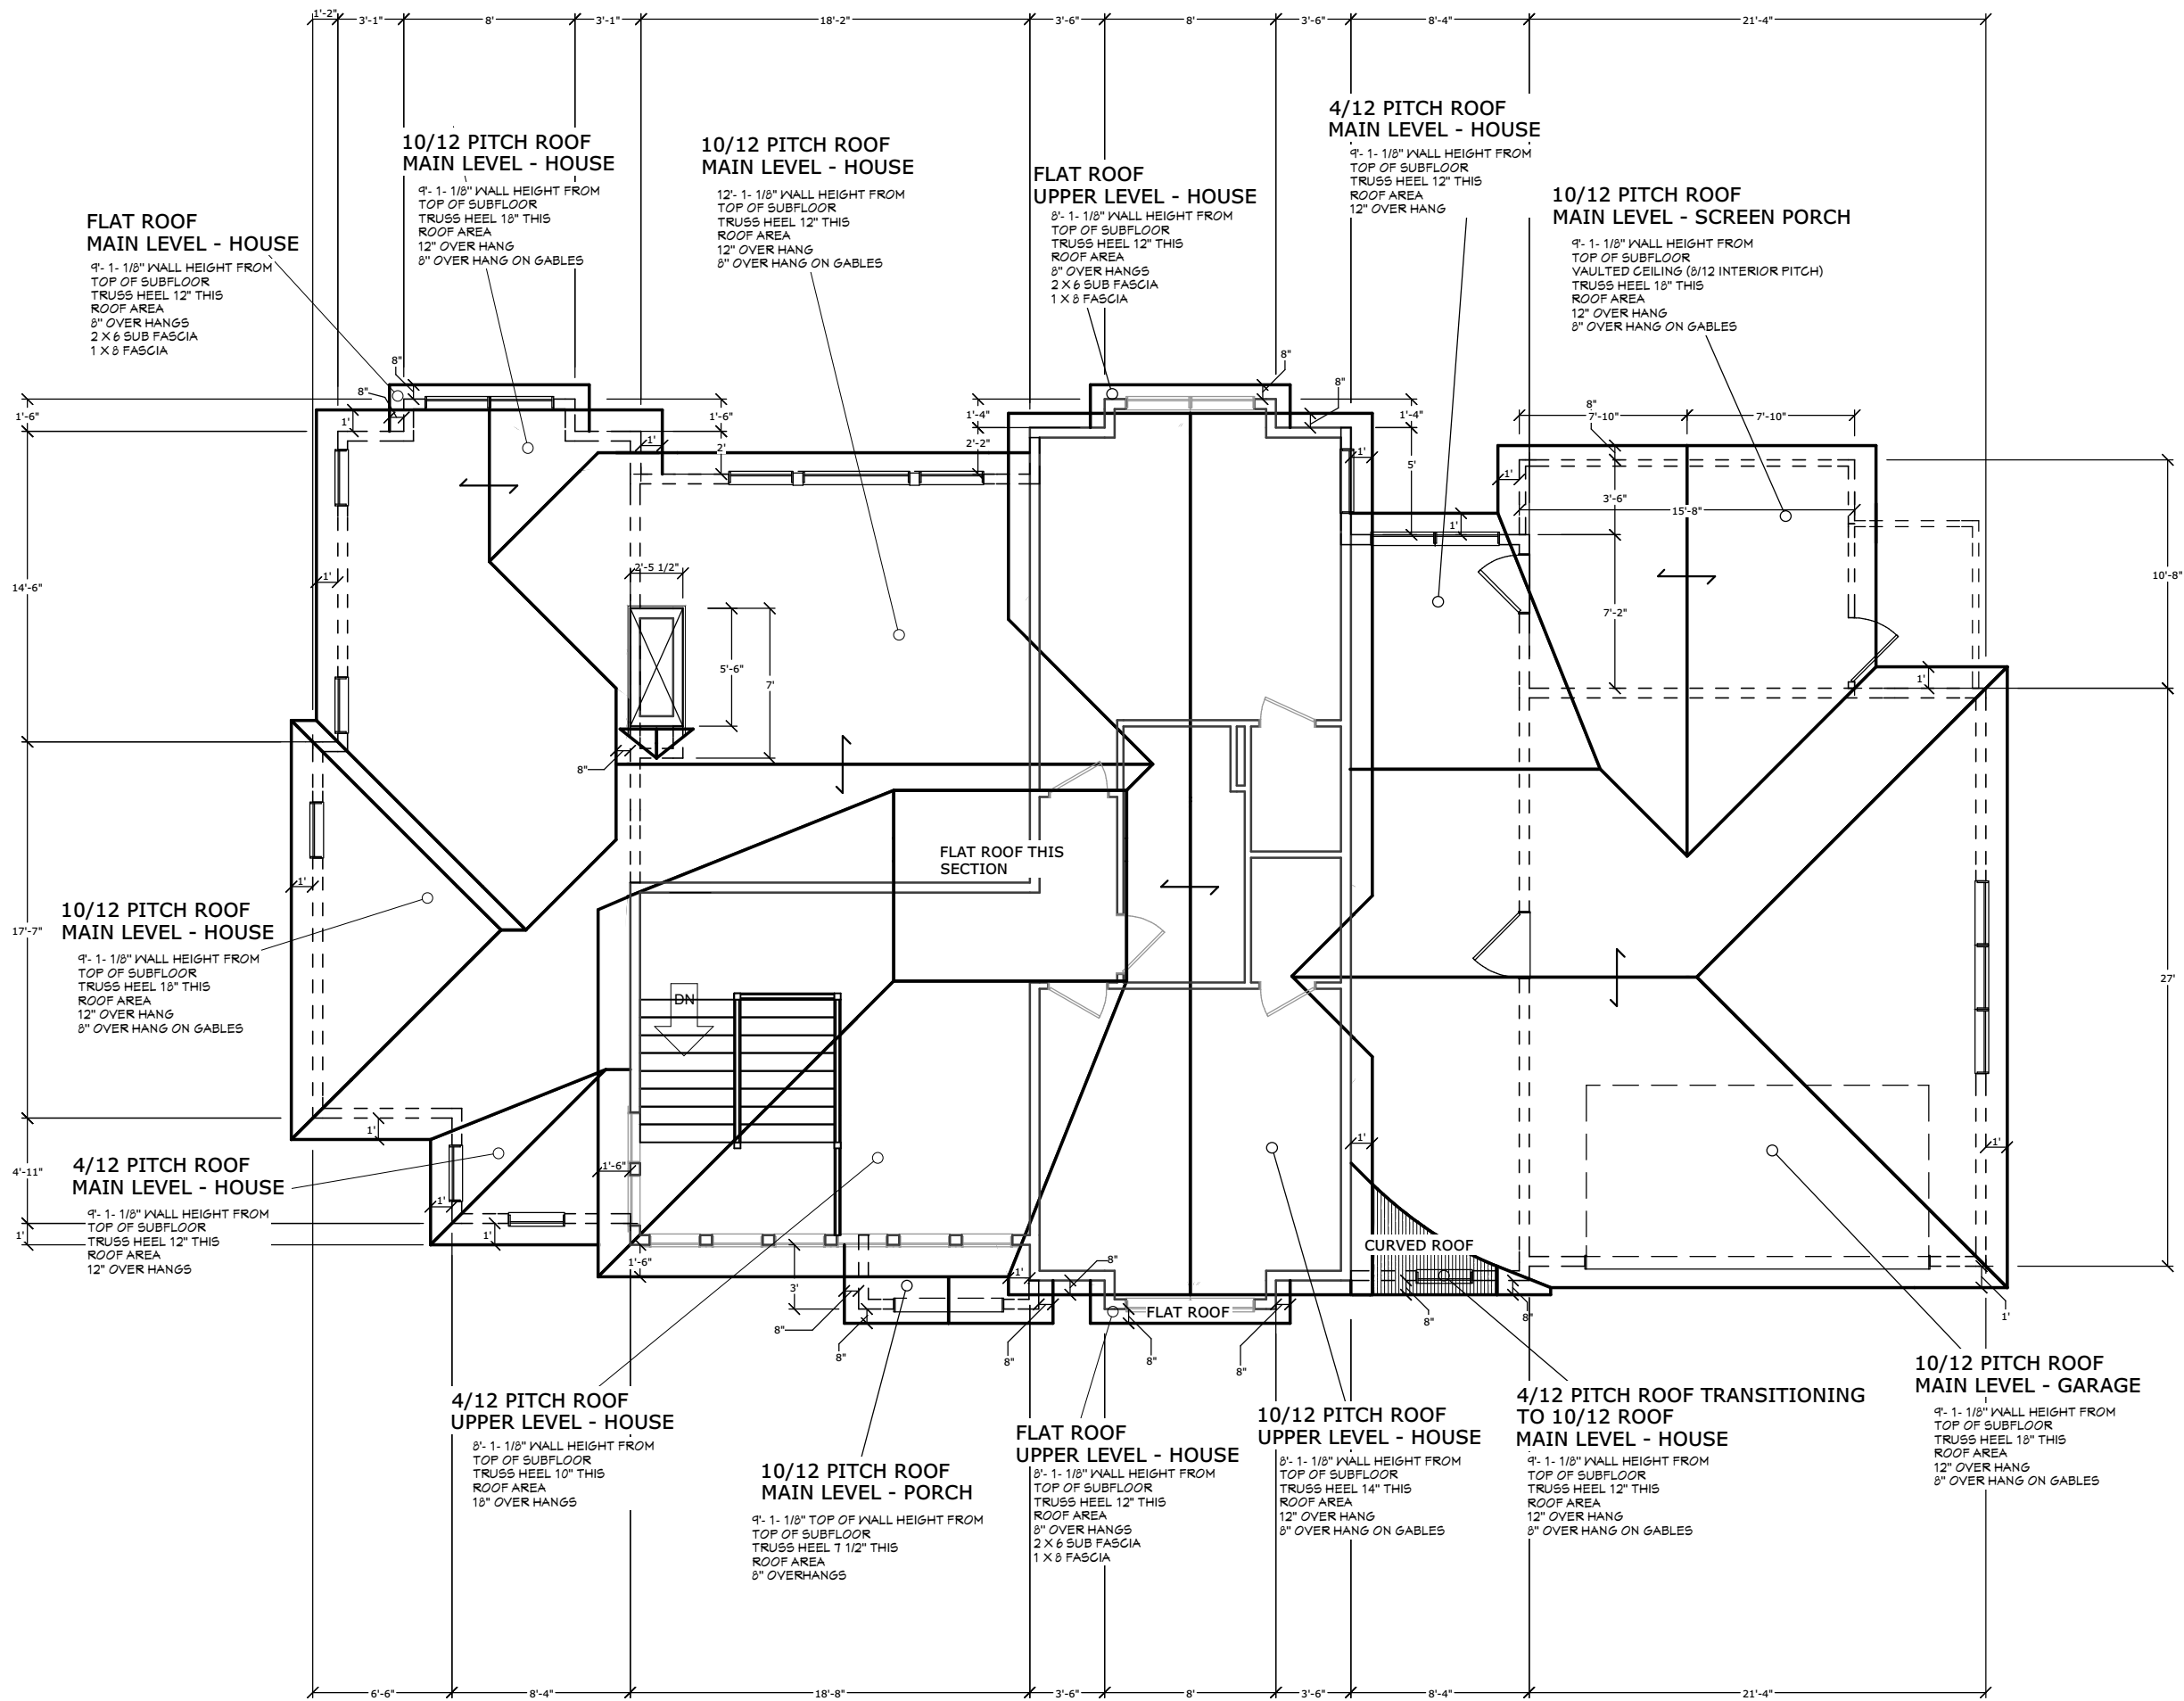 1'-2"
3'-1"
8'
3'-1"
18'-2"
3'-6"
8'
3'-6"
8'-4"
21'-4"
FLAT ROOF
MAIN LEVEL - HOUSE
9'- 1- 1/8" WALL HEIGHT FROM
TOP OF SUBFLOOR
TRUSS HEEL 12" THIS
ROOF AREA
8" OVER HANGS
2 X 6 SUB FASCIA
1 X 8 FASCIA
10/12 PITCH ROOF
MAIN LEVEL - HOUSE
9'- 1- 1/8" WALL HEIGHT FROM
TOP OF SUBFLOOR
TRUSS HEEL 18" THIS
ROOF AREA
12" OVER HANG
8" OVER HANG ON GABLES
10/12 PITCH ROOF
MAIN LEVEL - HOUSE
12'- 1- 1/8" WALL HEIGHT FROM
TOP OF SUBFLOOR
TRUSS HEEL 12" THIS
ROOF AREA
12" OVER HANG
8" OVER HANG ON GABLES
FLAT ROOF
UPPER LEVEL - HOUSE
8'- 1- 1/8" WALL HEIGHT FROM
TOP OF SUBFLOOR
TRUSS HEEL 12" THIS
ROOF AREA
8" OVER HANGS
2 X 6 SUB FASCIA
1 X 8 FASCIA
4/12 PITCH ROOF
MAIN LEVEL - HOUSE
9'- 1- 1/8" WALL HEIGHT FROM
TOP OF SUBFLOOR
TRUSS HEEL 12" THIS
ROOF AREA
12" OVER HANG
10/12 PITCH ROOF
MAIN LEVEL - SCREEN PORCH
9'- 1- 1/8" WALL HEIGHT FROM
TOP OF SUBFLOOR
VAULTED CEILING (8/12 INTERIOR PITCH)
TRUSS HEEL 18" THIS
ROOF AREA
12" OVER HANG
8" OVER HANG ON GABLES
8"
8"
8"
8"
8"
1'-6"
1'
1'-6"
1'
2'
1'-4"
2'-2"
1'-4"
1'
5'
7'-10"
7'-10"
1'
3'-6"
15'-8"
1'
14'-6"
1'
2'-5 1/2"
5'-6"
7'
8"
7'-2"
10'-8"
1'
FLAT ROOF THIS
SECTION
1'
17'-7"
27'
10/12 PITCH ROOF
MAIN LEVEL - HOUSE
9'- 1- 1/8" WALL HEIGHT FROM
TOP OF SUBFLOOR
TRUSS HEEL 18" THIS
ROOF AREA
12" OVER HANG
8" OVER HANG ON GABLES
DN
1'
1'
1'
4'-11"
4/12 PITCH ROOF
MAIN LEVEL - HOUSE
9'- 1- 1/8" WALL HEIGHT FROM
TOP OF SUBFLOOR
TRUSS HEEL 12" THIS
ROOF AREA
12" OVER HANGS
1'-6"
1'
1'
1'
1'-6"
3'
1'
8"
CURVED ROOF
FLAT ROOF
8"
8"
8"
8"
8"
8"
8"
1'
4/12 PITCH ROOF
UPPER LEVEL - HOUSE
8'- 1- 1/8" WALL HEIGHT FROM
TOP OF SUBFLOOR
TRUSS HEEL 10" THIS
ROOF AREA
18" OVER HANGS
10/12 PITCH ROOF
MAIN LEVEL - PORCH
9'- 1- 1/8" TOP OF WALL HEIGHT FROM
TOP OF SUBFLOOR
TRUSS HEEL 7 1/2" THIS
ROOF AREA
8" OVERHANGS
FLAT ROOF
UPPER LEVEL - HOUSE
8'- 1- 1/8" WALL HEIGHT FROM
TOP OF SUBFLOOR
TRUSS HEEL 12" THIS
ROOF AREA
8" OVER HANGS
2 X 6 SUB FASCIA
1 X 8 FASCIA
10/12 PITCH ROOF
UPPER LEVEL - HOUSE
8'- 1- 1/8" WALL HEIGHT FROM
TOP OF SUBFLOOR
TRUSS HEEL 14" THIS
ROOF AREA
12" OVER HANG
8" OVER HANG ON GABLES
4/12 PITCH ROOF TRANSITIONING
TO 10/12 ROOF
MAIN LEVEL - HOUSE
9'- 1- 1/8" WALL HEIGHT FROM
TOP OF SUBFLOOR
TRUSS HEEL 12" THIS
ROOF AREA
12" OVER HANG
8" OVER HANG ON GABLES
10/12 PITCH ROOF
MAIN LEVEL - GARAGE
9'- 1- 1/8" WALL HEIGHT FROM
TOP OF SUBFLOOR
TRUSS HEEL 18" THIS
ROOF AREA
12" OVER HANG
8" OVER HANG ON GABLES
6'-6"
8'-4"
18'-8"
3'-6"
8'
3'-6"
8'-4"
21'-4"